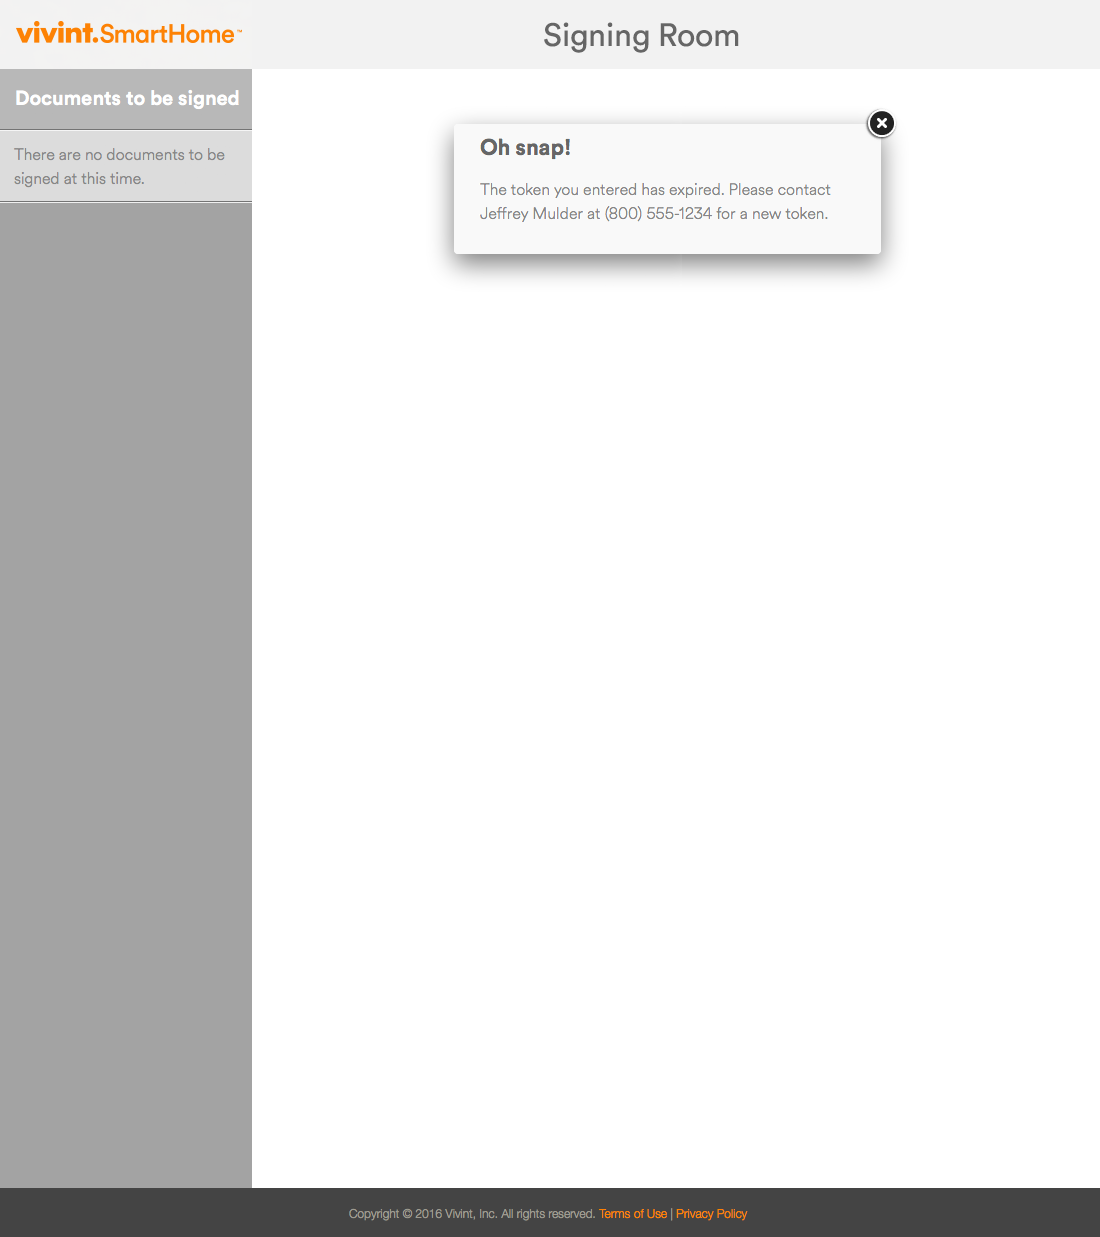 vivint.SmartHome™
Signing Room
Documents to be signed
There are no documents to be
signed at this time.
Oh snap!
The token you entered has expired. Please contact
Jeffrey Mulder at (800) 555-1234 for a new token.
Copyright © 2016 Vivint, Inc. All rights reserved. Terms of Use | Privacy Policy